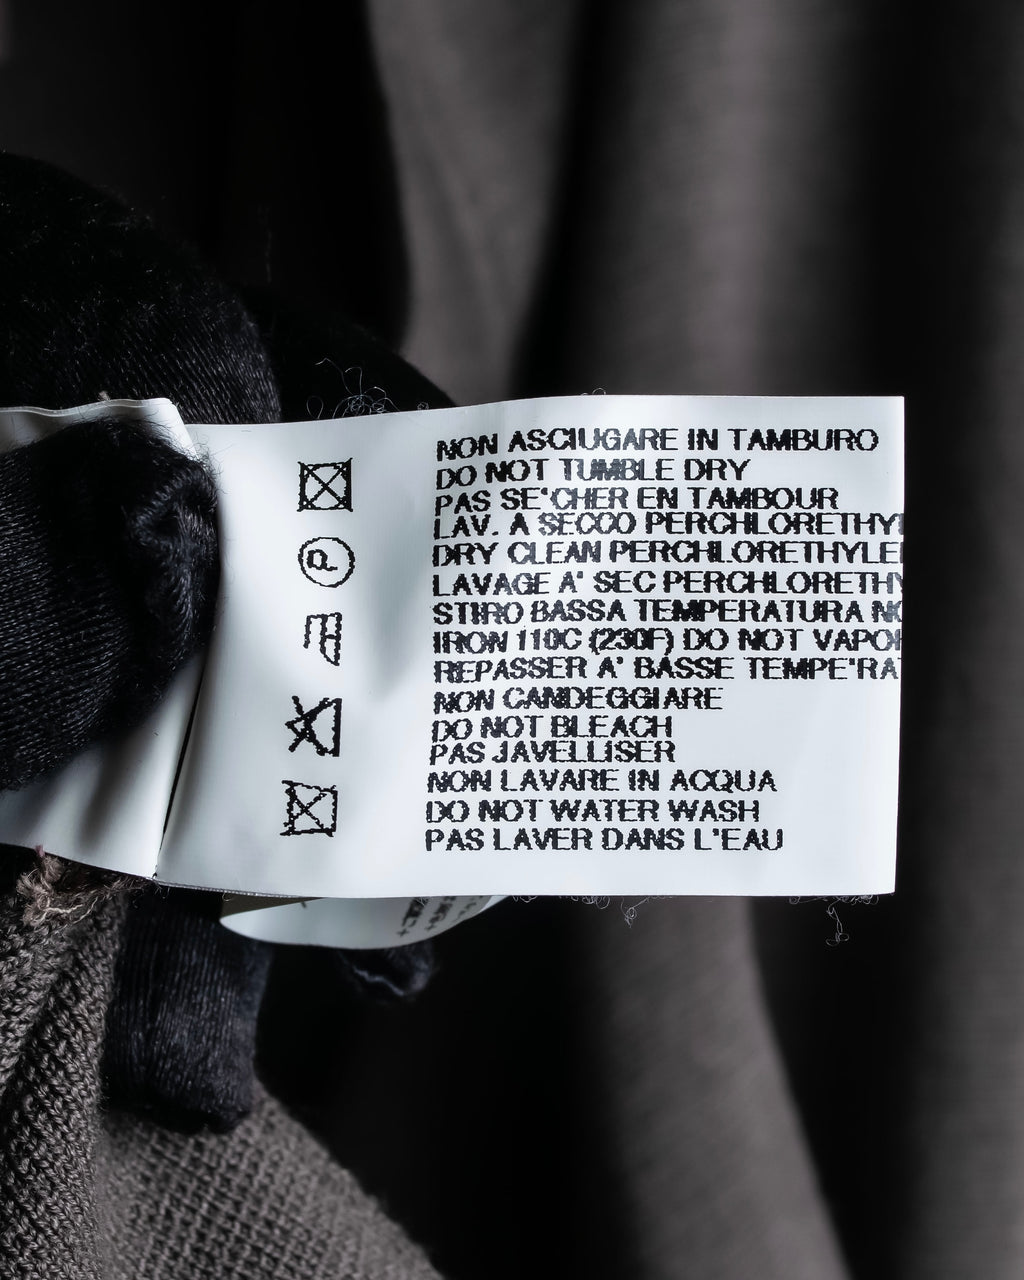 NON ASCIUGARE IN TAMBURO
DO NOT TUMBLE DRY
PAS SE'CHER EN TAMBOUR
LAV. A SECCO PERCHLORETHY
DRY CLEAN PERCHLORETHYLE
LAVAGE A' SEC PERCHLORETHY
STIRO BASSA TEMPERATURA NO
IRON 110C (230F) DO NOT VAPO
REPASSER A' BASSE TEMPE'RA
NON CANDEGGIARE
DO NOT BLEACH
PAS JAVELLISER
NON LAVARE IN ACQUA
DO NOT WATER WASH
PAS LAVER DANS L'EAU
P